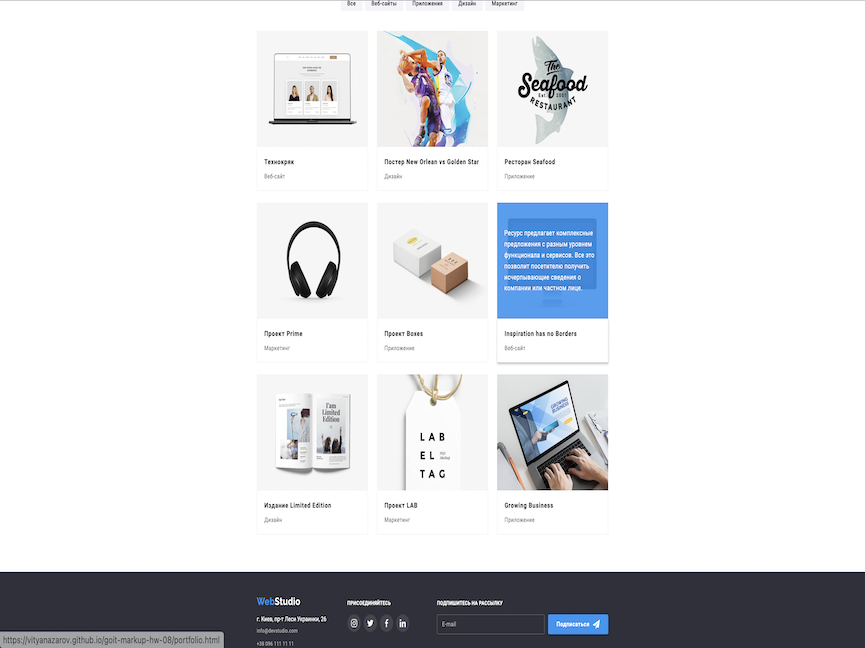 Все Веб-сайты Приложения Дизайн Маркетинг
The
Seafood
Est. 2021
RESTAURANT
Технокряк
Веб-сайт
Постер New Orlean vs Golden Star
Дизайн
Ресторан Seafood
Приложение
Ресурс предлагает комплексные
предложения с разным уровнем
функционала и сервисов. Все это
позволит посетителю получить
исчерпывающие сведения о
компании или частном лице.
Проект Prime
Маркетинг
Проект Boxes
Приложение
Inspiration has no Borders
Веб-сайт
I'am
Limited
Edition
LAB
EL
TAG
GROWING
BUSINESS
Издание Limited Edition
Дизайн
Проект LAB
Маркетинг
Growing Business
Приложение
WebStudio
г. Киев, пр-т Леси Украинки, 26
info@devstudio.com
+38 096 111 11 11
ПРИСОЕДИНЯЙТЕСЬ
ПОДПИШИТЕСЬ НА РАССЫЛКУ
E-mail
Подписаться
https://vityanazarov.github.io/goit-markup-hw-08/portfolio.html